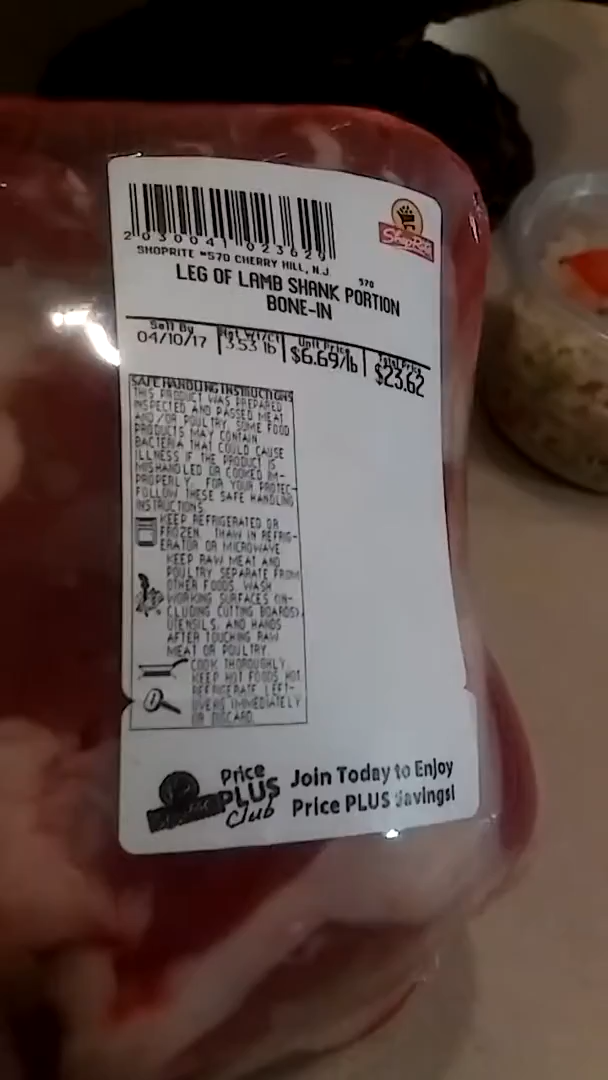 2 030041 023629
SHOPRITE #570 CHERRY HILL, N.J.
570
LEG OF LAMB SHANK PORTION
BONE-IN
Sell By Net Wt/Ct Unit Price Total Price
04/10/17 3.53 lb $6.69/lb $23.62
ShopRite
SAFE HANDLING INSTRUCTIONS
THIS PRODUCT WAS PREPARED
INSPECTED AND PASSED MEAT
AND/OR POULTRY. SOME FOOD
PRODUCTS MAY CONTAIN
BACTERIA THAT COULD CAUSE
ILLNESS IF THE PRODUCT IS
MISHANDLED OR COOKED IM-
PROPERLY. FOR YOUR PROTEC-
FOLLOW THESE SAFE HANDLING
INSTRUCTIONS.
KEEP REFRIGERATED OR
FROZEN. THAW IN REFRIG-
ERATOR OR MICROWAVE
KEEP RAW MEAT AND
POULTRY SEPARATE FROM
OTHER FOODS. WASH
WORKING SURFACES (IN-
CLUDING CUTTING BOARDS)
UTENSILS, AND HANDS
AFTER TOUCHING RAW
MEAT OR POULTRY.
COOK THOROUGHLY.
KEEP HOT FOODS HOT.
REFRIGERATE LEFT-
OVERS IMMEDIATELY
OR DISCARD.
Price
PLUS
Club
Join Today to Enjoy
Price PLUS Savings!